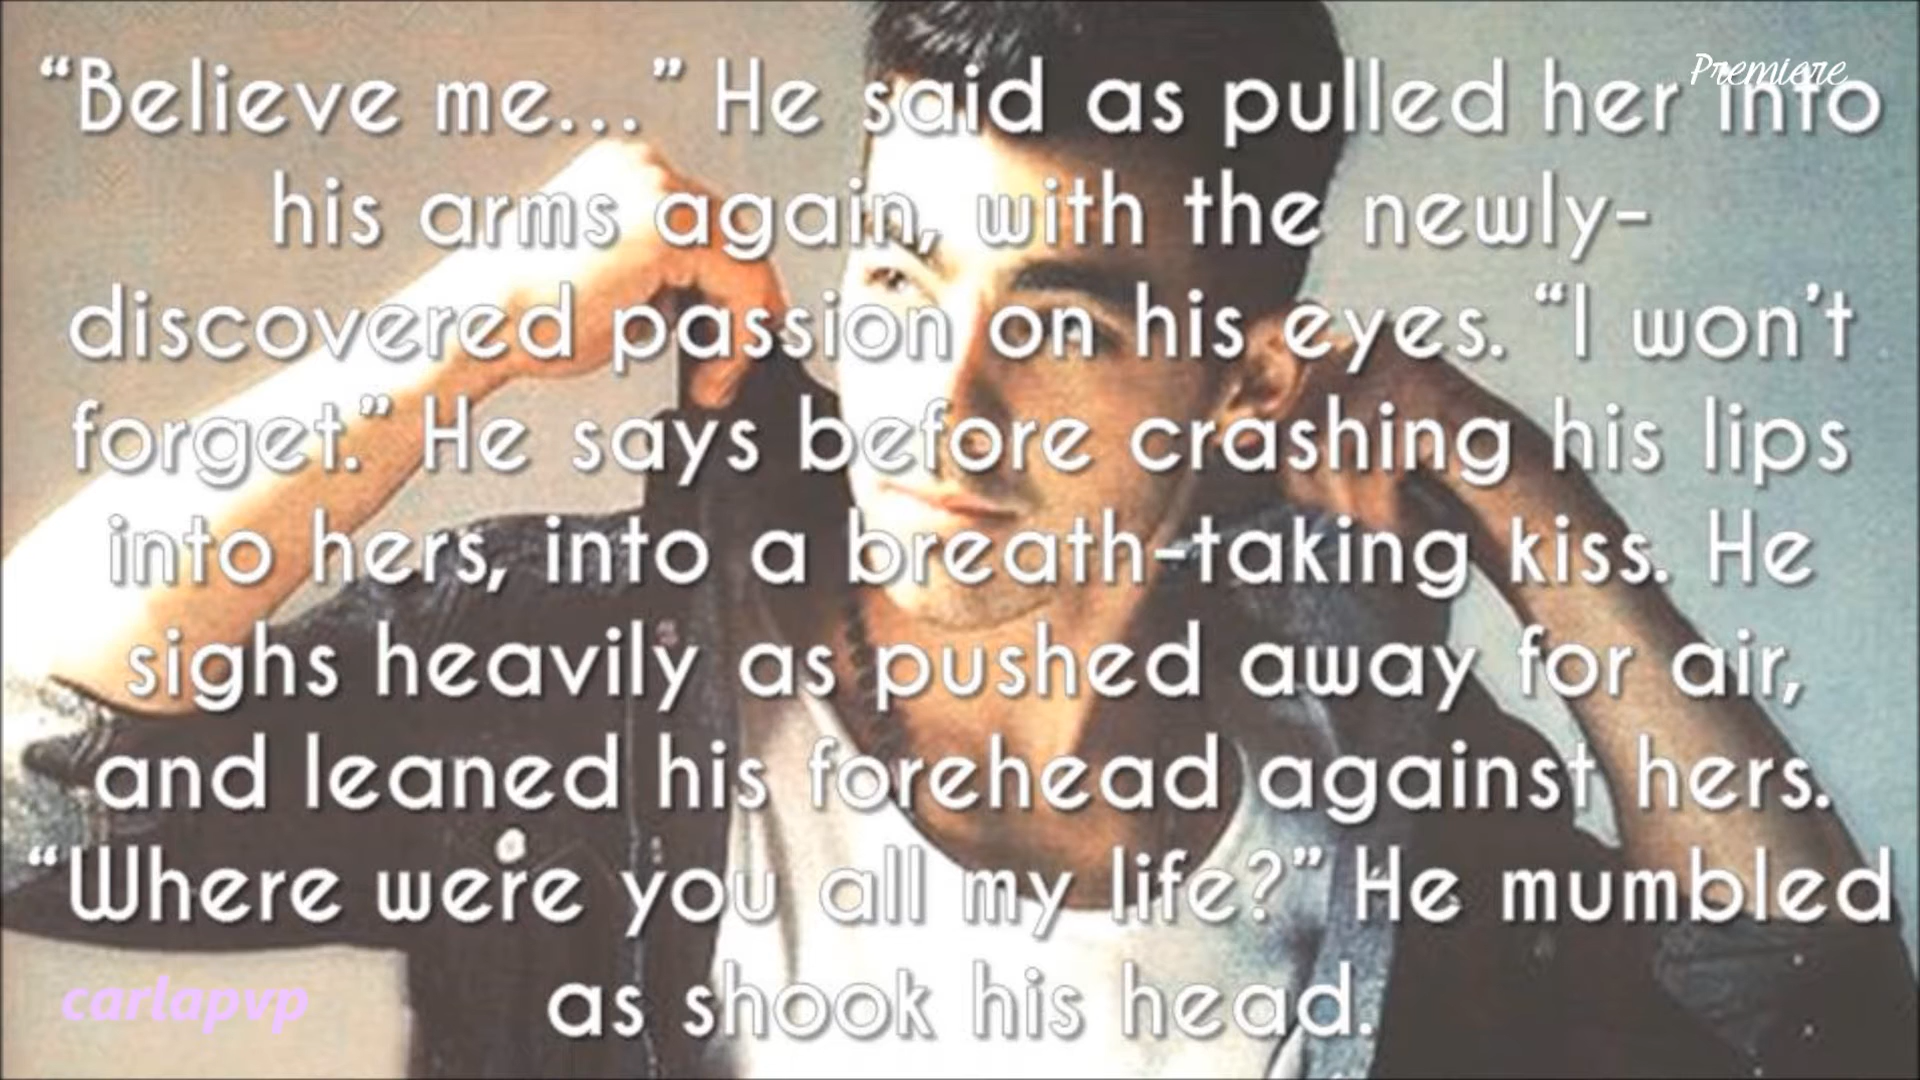 Premiere
“Believe me...” He said as pulled her into
his arms again, with the newly-
discovered passion on his eyes. “I won’t
forget.” He says before crashing his lips
into hers, into a breath-taking kiss. He
sighs heavily as pushed away for air,
and leaned his forehead against hers.
“Where were you all my life?” He mumbled
as shook his head.
carlapvp